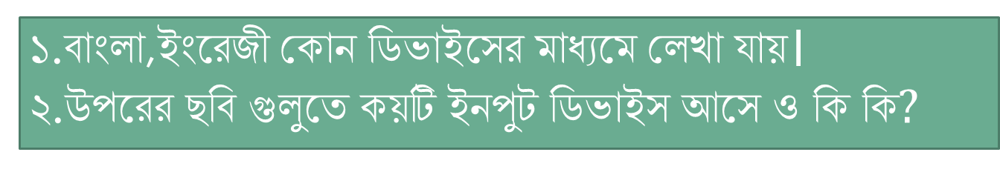 ১.বাংলা,ইংরেজী কোন ডিভাইসের মাধ্যমে লেখা যায়|
২.উপরের ছবি গুলুতে কয়টি ইনপুট ডিভাইস আসে ও কি কি?